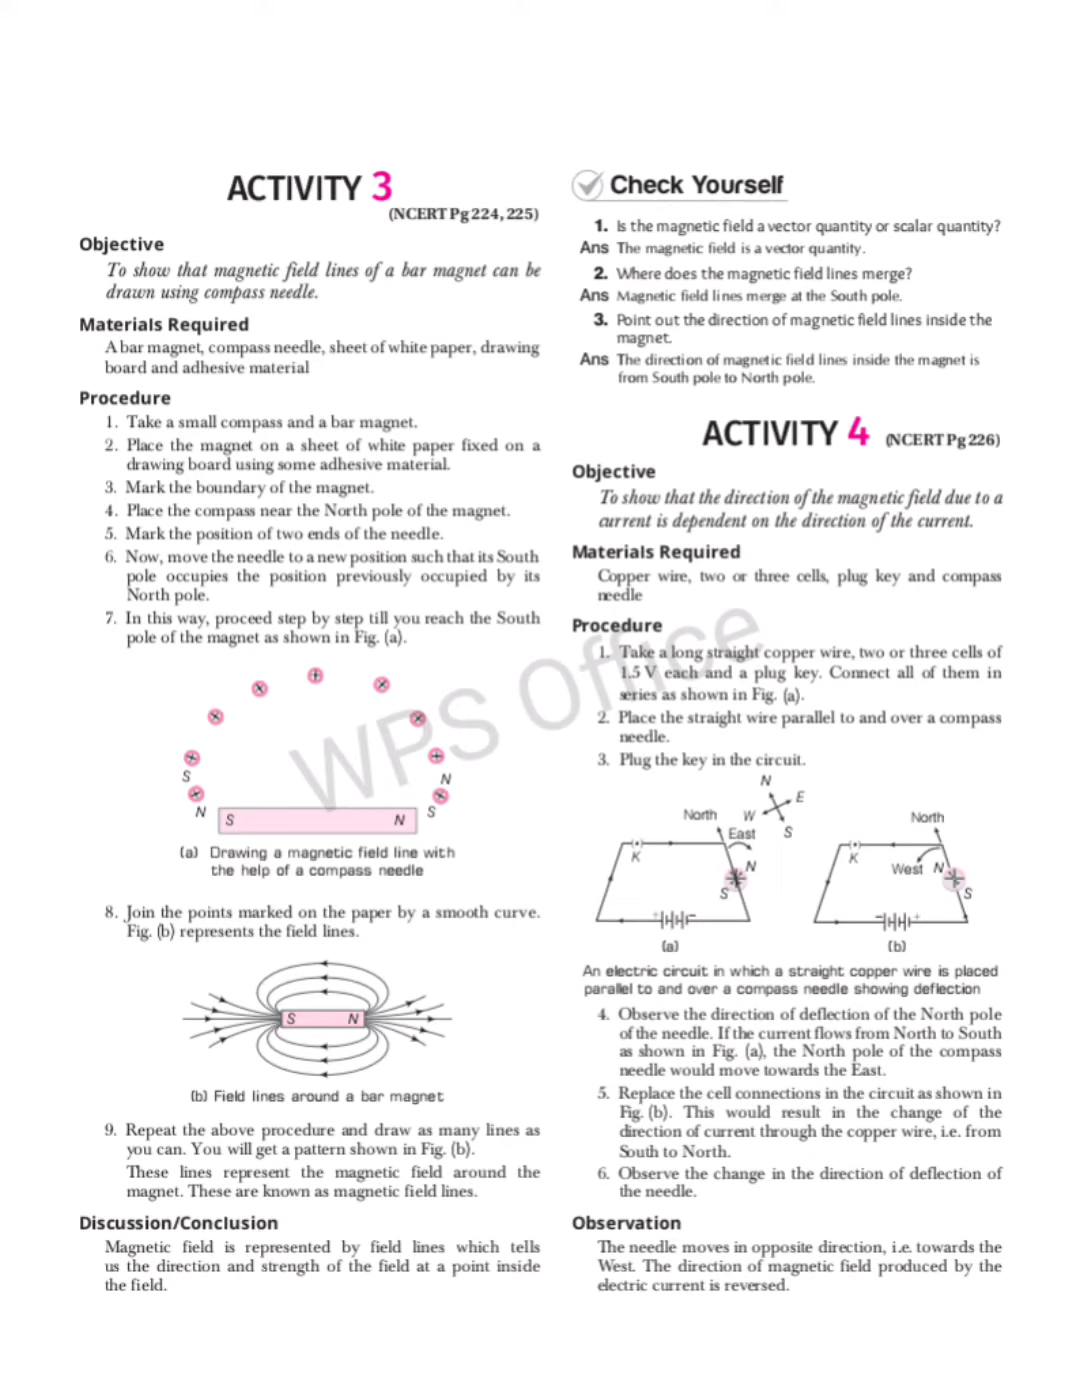 ACTIVITY 3
(NCERT Pg 224, 225)
Objective
To show that magnetic field lines of a bar magnet can be
drawn using compass needle.
Materials Required
A bar magnet, compass needle, sheet of white paper, drawing
board and adhesive material
Procedure
1. Take a small compass and a bar magnet.
2. Place the magnet on a sheet of white paper fixed on a
drawing board using some adhesive material.
3. Mark the boundary of the magnet.
4. Place the compass near the North pole of the magnet.
5. Mark the position of two ends of the needle.
6. Now, move the needle to a new position such that its South
pole occupies the position previously occupied by its
North pole.
7. In this way, proceed step by step till you reach the South
pole of the magnet as shown in Fig. (a).
S
N
N
S
S
N
(a) Drawing a magnetic field line with
the help of a compass needle
8. Join the points marked on the paper by a smooth curve.
Fig. (b) represents the field lines.
S
N
(b) Field lines around a bar magnet
9. Repeat the above procedure and draw as many lines as
you can. You will get a pattern shown in Fig. (b).
These lines represent the magnetic field around the
magnet. These are known as magnetic field lines.
Discussion/Conclusion
Magnetic field is represented by field lines which tells
us the direction and strength of the field at a point inside
the field.
Check Yourself
1. Is the magnetic field a vector quantity or scalar quantity?
Ans The magnetic field is a vector quantity.
2. Where does the magnetic field lines merge?
Ans Magnetic field lines merge at the South pole.
3. Point out the direction of magnetic field lines inside the
magnet.
Ans The direction of magnetic field lines inside the magnet is
from South pole to North pole.
ACTIVITY 4 (NCERT Pg 226)
Objective
To show that the direction of the magnetic field due to a
current is dependent on the direction of the current.
Materials Required
Copper wire, two or three cells, plug key and compass
needle
Procedure
1. Take a long straight copper wire, two or three cells of
1.5 V each and a plug key. Connect all of them in
series as shown in Fig. (a).
2. Place the straight wire parallel to and over a compass
needle.
3. Plug the key in the circuit.
N
E
W
S
North
East
K
N
S
+ −
(a)
North
K
West
N
S
− +
(b)
An electric circuit in which a straight copper wire is placed
parallel to and over a compass needle showing deflection
4. Observe the direction of deflection of the North pole
of the needle. If the current flows from North to South
as shown in Fig. (a), the North pole of the compass
needle would move towards the East.
5. Replace the cell connections in the circuit as shown in
Fig. (b). This would result in the change of the
direction of current through the copper wire, i.e. from
South to North.
6. Observe the change in the direction of deflection of
the needle.
Observation
The needle moves in opposite direction, i.e. towards the
West. The direction of magnetic field produced by the
electric current is reversed.
WPS Office